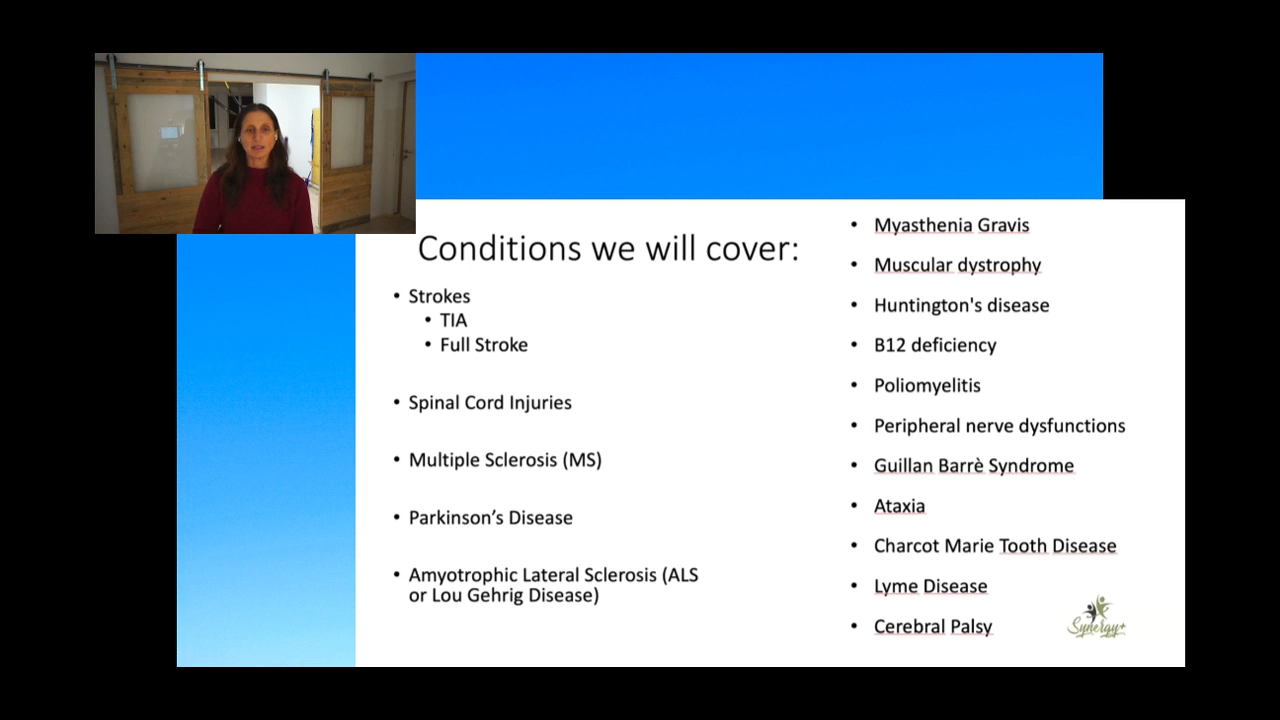 Conditions we will cover:
• Strokes
• TIA
• Full Stroke
• Spinal Cord Injuries
• Multiple Sclerosis (MS)
• Parkinson’s Disease
• Amyotrophic Lateral Sclerosis (ALS
or Lou Gehrig Disease)
• Myasthenia Gravis
• Muscular dystrophy
• Huntington's disease
• B12 deficiency
• Poliomyelitis
• Peripheral nerve dysfunctions
• Guillan Barrè Syndrome
• Ataxia
• Charcot Marie Tooth Disease
• Lyme Disease
• Cerebral Palsy
Synergy+